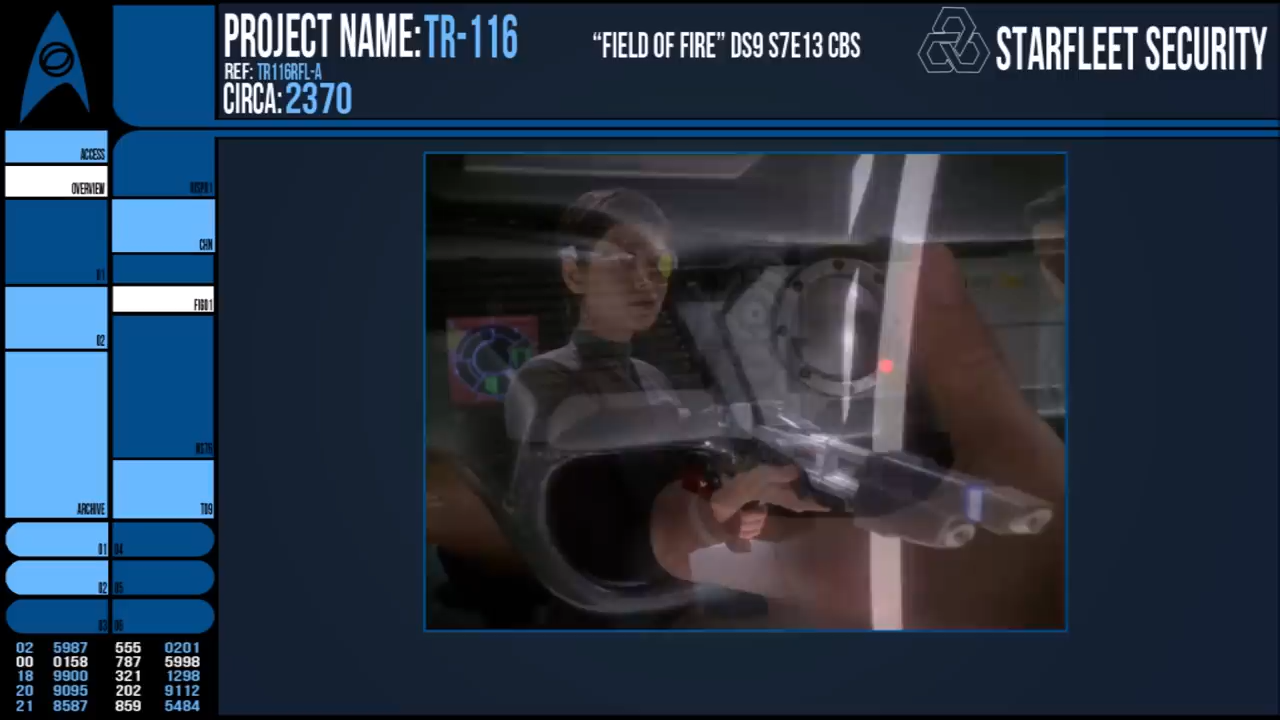 PROJECT NAME: TR-116
REF: TR116RFL-A
CIRCA: 2370
“FIELD OF FIRE” DS9 S7E13 CBS
STARFLEET SECURITY
ACCESS
OVERVIEW
01
02
ARCHIVE
CHN
FIG01
T09
01 04
02 05
03 06
02 5987 555 0201
00 0158 787 5998
18 9900 321 1298
20 9095 202 9112
21 8587 859 5484